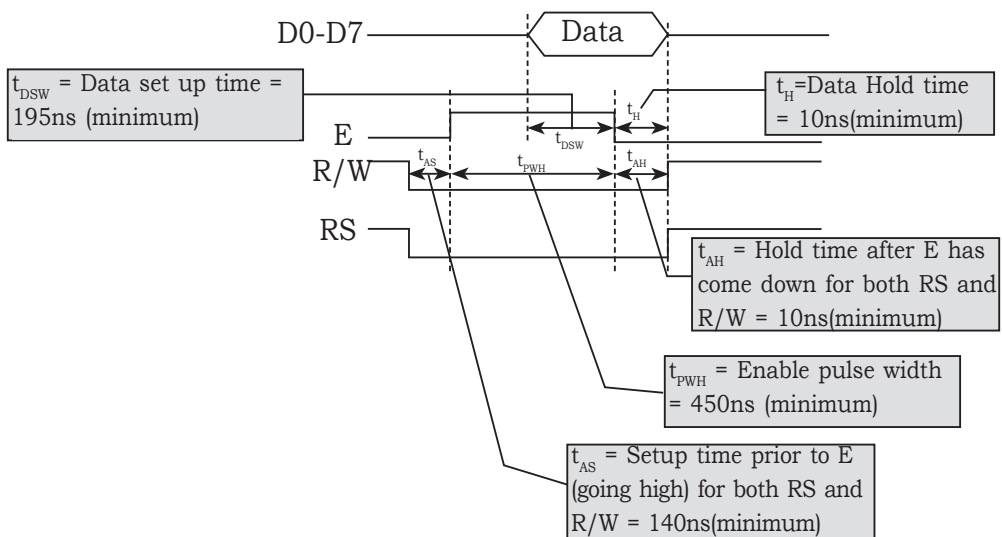 D0-D7
Data
t_DSW = Data set up time =
195ns (minimum)
t_H=Data Hold time
= 10ns(minimum)
t_H
E
t_DSW
R/W
t_AS
t_PWH
t_AH
RS
t_AH = Hold time after E has
come down for both RS and
R/W = 10ns(minimum)
t_PWH = Enable pulse width
= 450ns (minimum)
t_AS = Setup time prior to E
(going high) for both RS and
R/W = 140ns(minimum)